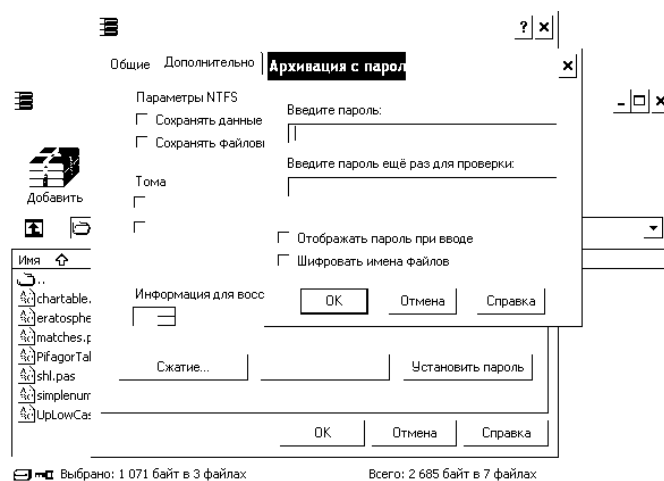 Общие
Дополнительно
Архивация с парол
Параметры NTFS
Сохранять данные
Сохранять файлов
Тома
Информация для восс
Введите пароль:
Введите пароль ещё раз для проверки:
Отображать пароль при вводе
Шифровать имена файлов
OK
Отмена
Справка
Добавить
Имя
..
chartable.
eratosphe
matches.p
PifagorTal
shl.pas
simplenum
UpLowCas
Сжатие...
Установить пароль
OK
Отмена
Справка
Выбрано: 1 071 байт в 3 файлах
Всего: 2 685 байт в 7 файлах